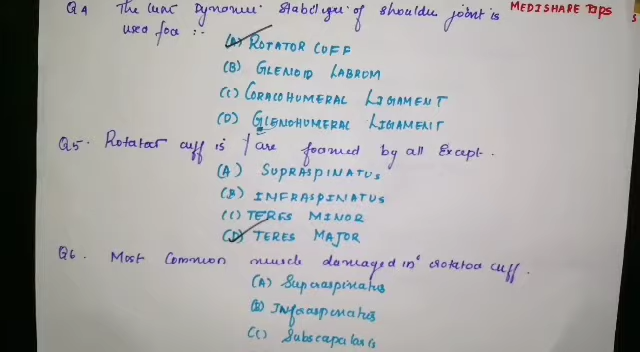 Q4 The Dynamic Stabilizer of shoulder joint is MEDISHARE Tops
used for :-
(A) ROTATOR CUFF
(B) GLENOID LABRUM
(C) CORACOHUMERAL LIGAMENT
(D) GLENOHUMERAL LIGAMENT
Q5. Rotator cuff is / are formed by all Except.
(A) SUPRASPINATUS
(B) INFRASPINATUS
(C) TERES MINOR
(D) TERES MAJOR
Q6. Most Common muscle damaged in rotator cuff.
(A) Supraspinatus
(B) Infraspinatus
(C) Subscapularis